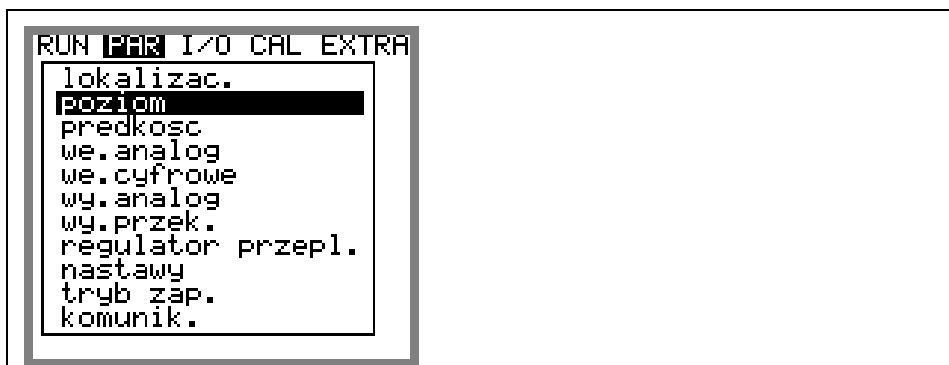 RUN PAR I/O CAL EXTRA
lokalizac.
poziom
predkosc
we.analog
we.cyfrowe
wy.analog
wy.przek.
regulator przepl.
nastawy
tryb zap.
komunik.